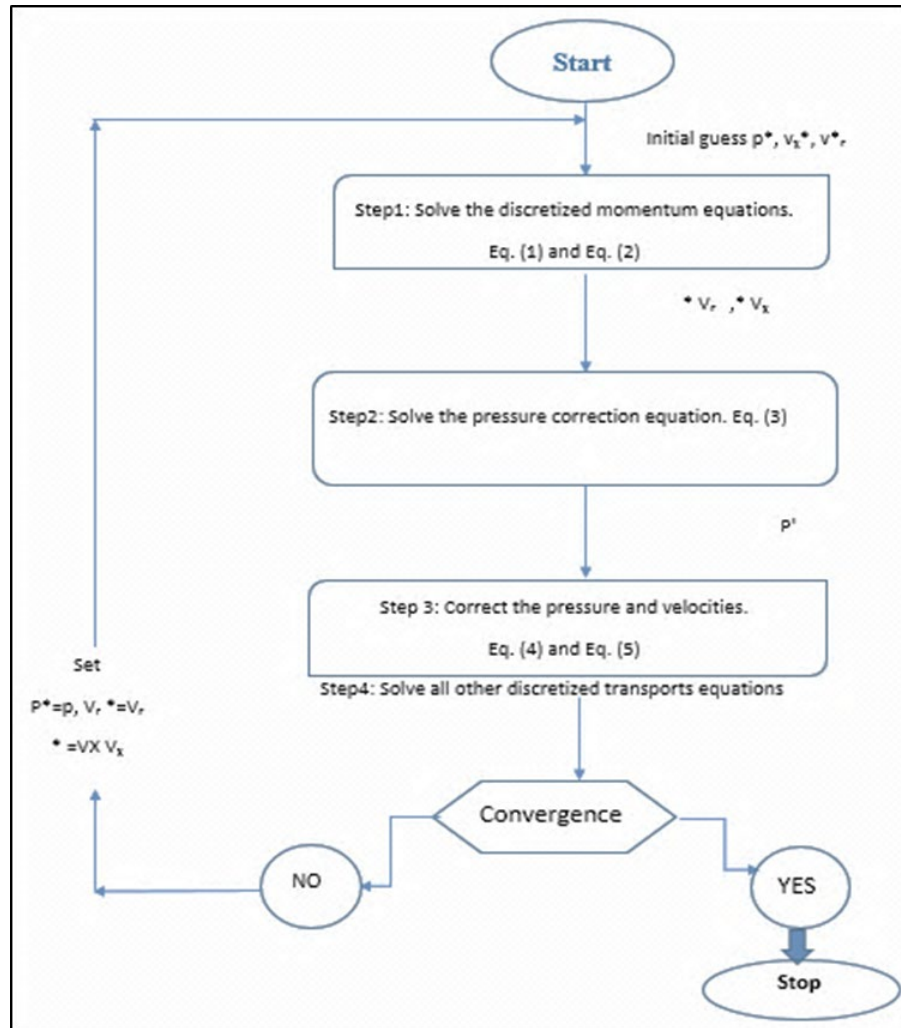 Start
Initial guess p*, vₓ*, v*ᵣ
Step1: Solve the discretized momentum equations.
Eq. (1) and Eq. (2)
* Vᵣ ,* Vₓ
Step2: Solve the pressure correction equation. Eq. (3)
P'
Step 3: Correct the pressure and velocities.
Eq. (4) and Eq. (5)
Step4: Solve all other discretized transports equations
Set
P*=p, Vᵣ *=Vᵣ
* =VX Vₓ
Convergence
NO
YES
Stop